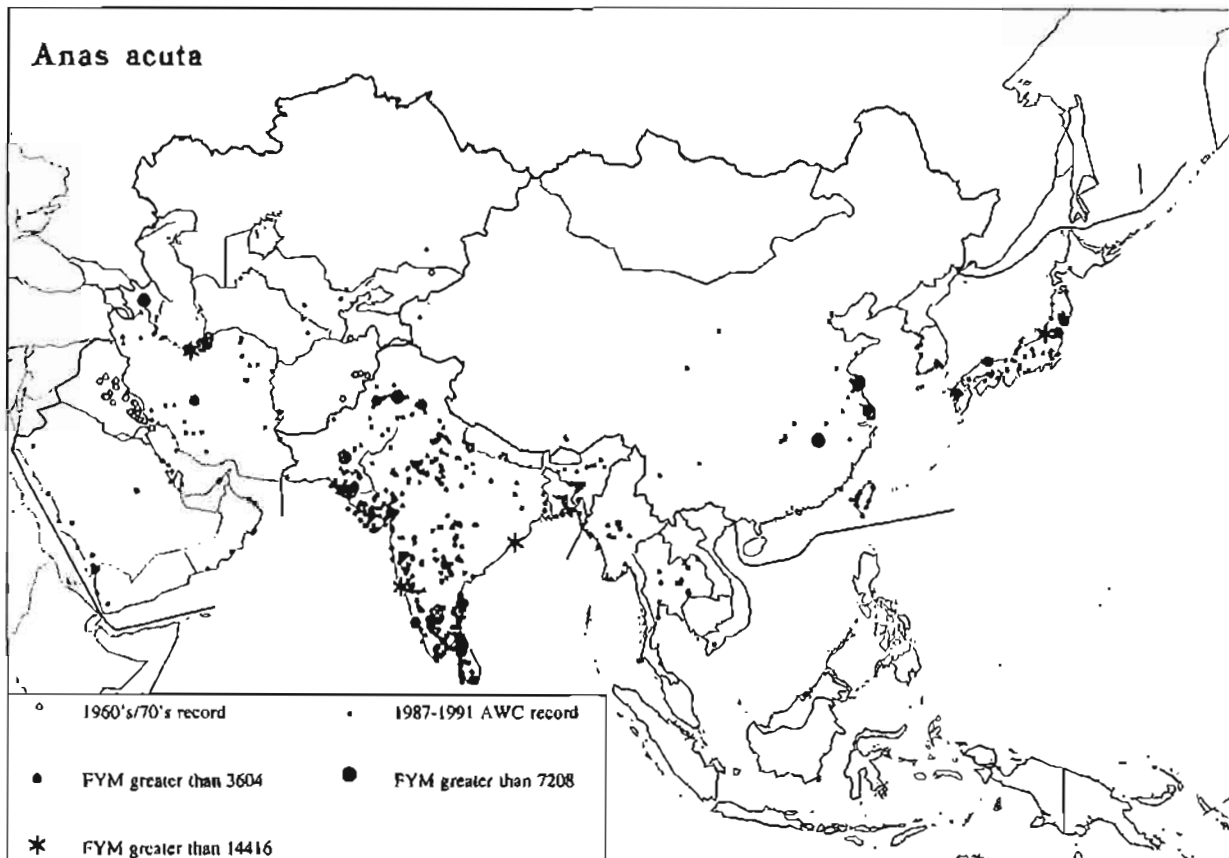 Anas acuta
1960's/70's record
1987-1991 AWC record
FYM greater than 3604
FYM greater than 7208
FYM greater than 14416